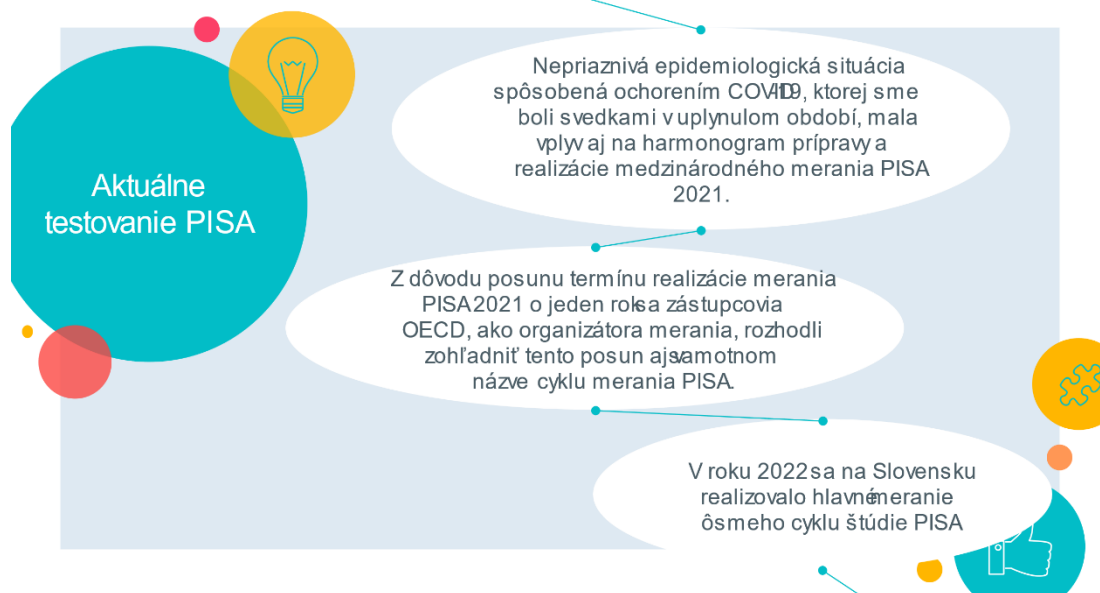 Aktuálne
testovanie PISA
Nepriaznivá epidemiologická situácia
spôsobená ochorením COVID-19, ktorej sme
boli svedkami v uplynulom období, mala
vplyv aj na harmonogram prípravy a
realizácie medzinárodného merania PISA
2021.
Z dôvodu posunu termínu realizácie merania
PISA 2021 o jeden rok sa zástupcovia
OECD, ako organizátora merania, rozhodli
zohľadniť tento posun aj v samotnom
názve cyklu merania PISA.
V roku 2022 sa na Slovensku
realizovalo hlavné meranie
ôsmeho cyklu štúdie PISA